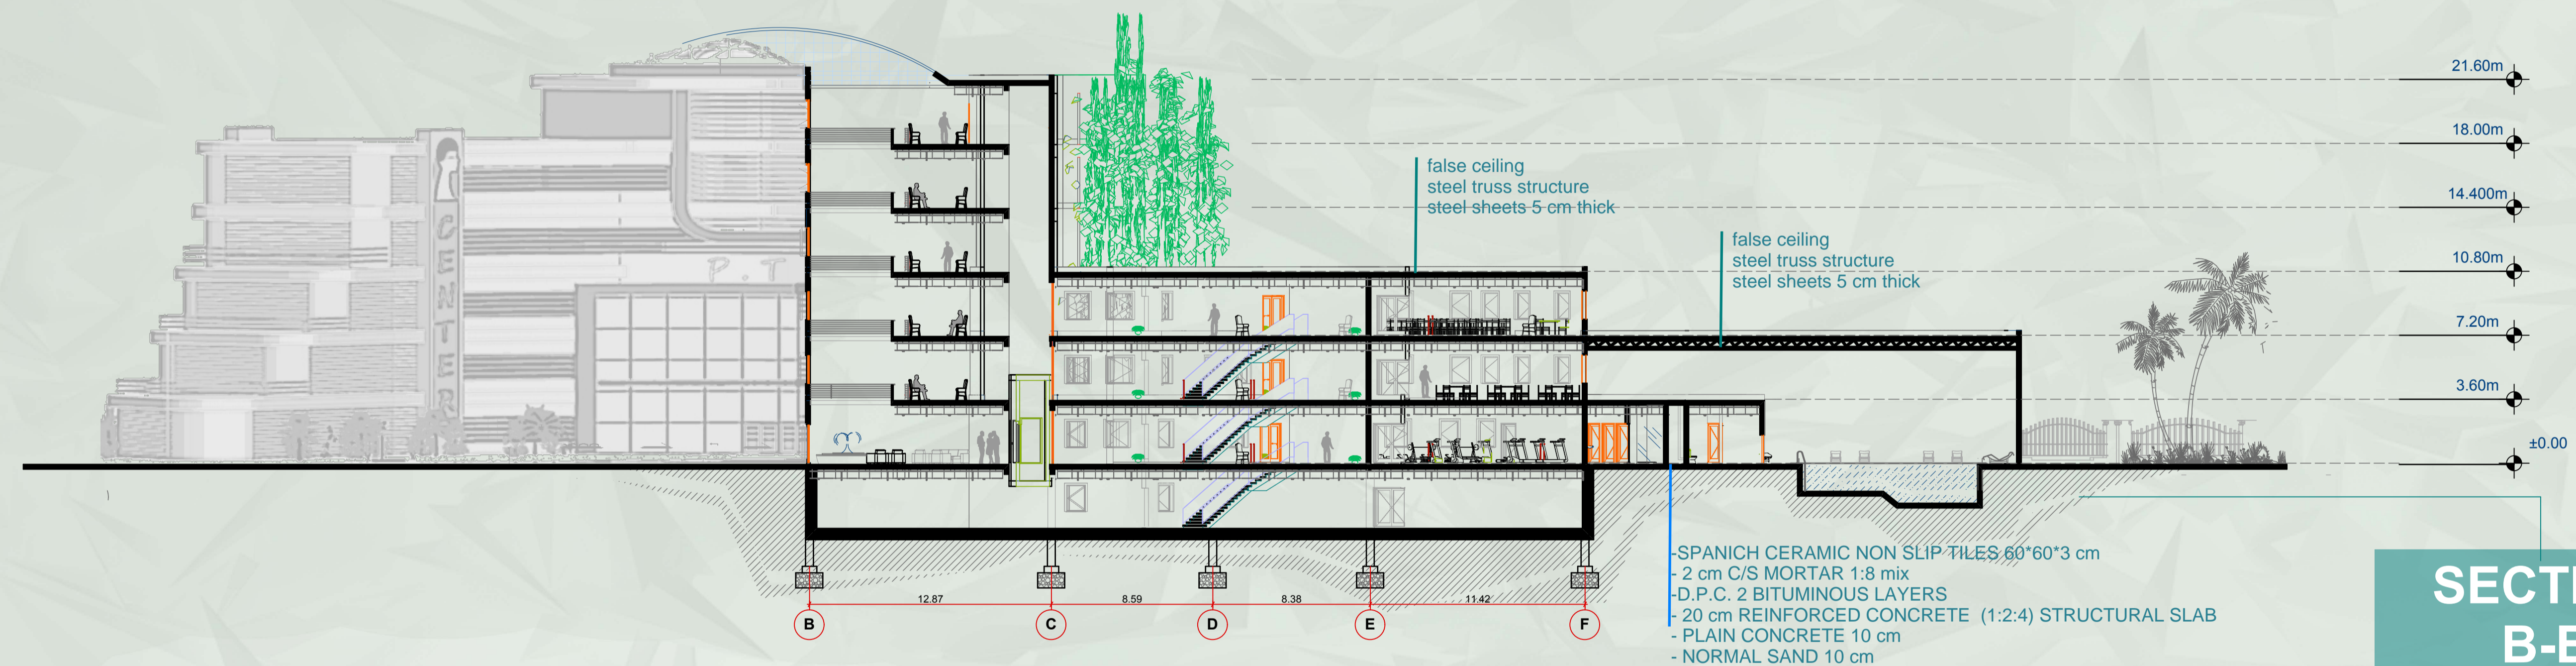 21.60m
18.00m
14.400m
10.80m
7.20m
3.60m
±0.00
false ceiling
steel truss structure
steel sheets 5 cm thick
false ceiling
steel truss structure
steel sheets 5 cm thick
CENTER
P.T
-SPANICH CERAMIC NON SLIP TILES 60*60*3 cm
- 2 cm C/S MORTAR 1:8 mix
-D.P.C. 2 BITUMINOUS LAYERS
- 20 cm REINFORCED CONCRETE (1:2:4) STRUCTURAL SLAB
- PLAIN CONCRETE 10 cm
- NORMAL SAND 10 cm
12.87 8.59 8.38 11.42
B C D E F